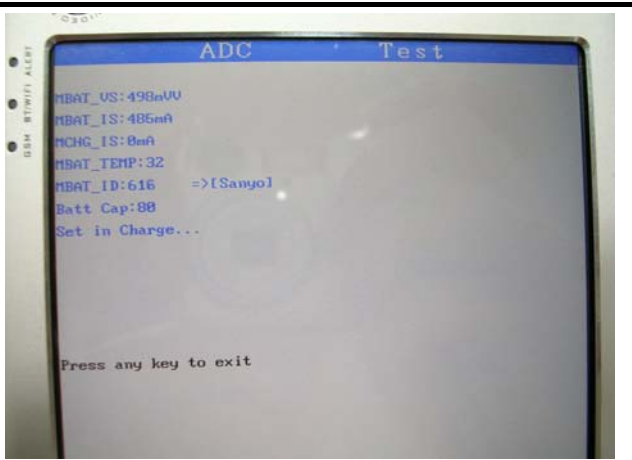 ADC Test
MBAT_VS:498mVV
MBAT_IS:485mA
MCHG_IS:0mA
MBAT_TEMP:32
MBAT_ID:616 =>[Sanyo]
Batt Cap:80
Set in Charge...
Press any key to exit
GSM BT/WIFI ALERT